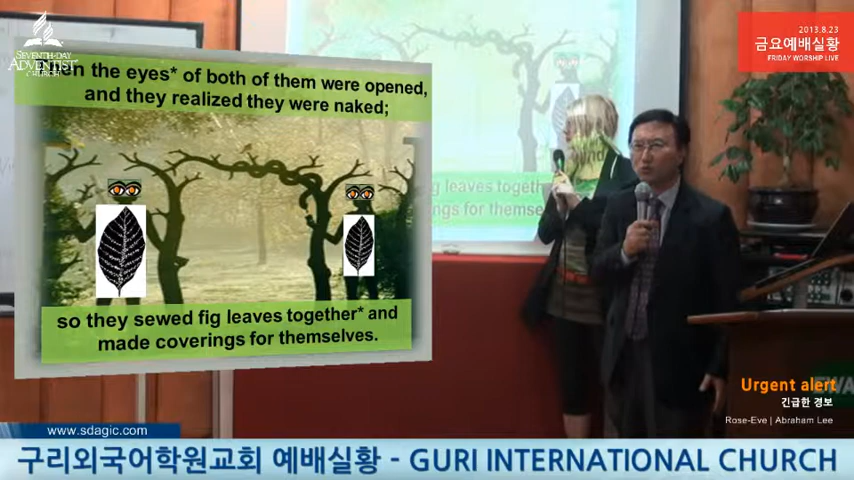 SEVENTH-DAY
ADVENTIST
CHURCH
2013.8.23
금요예배실황
FRIDAY WORSHIP LIVE
en the eyes* of both of them were opened,
and they realized they were naked;
so they sewed fig leaves together* and
made coverings for themselves.
g leaves togeth
ings for themse
Urgent alert
긴급한 경보
Rose-Eve | Abraham Lee
www.sdagic.com
구리외국어학원교회 예배실황 - GURI INTERNATIONAL CHURCH